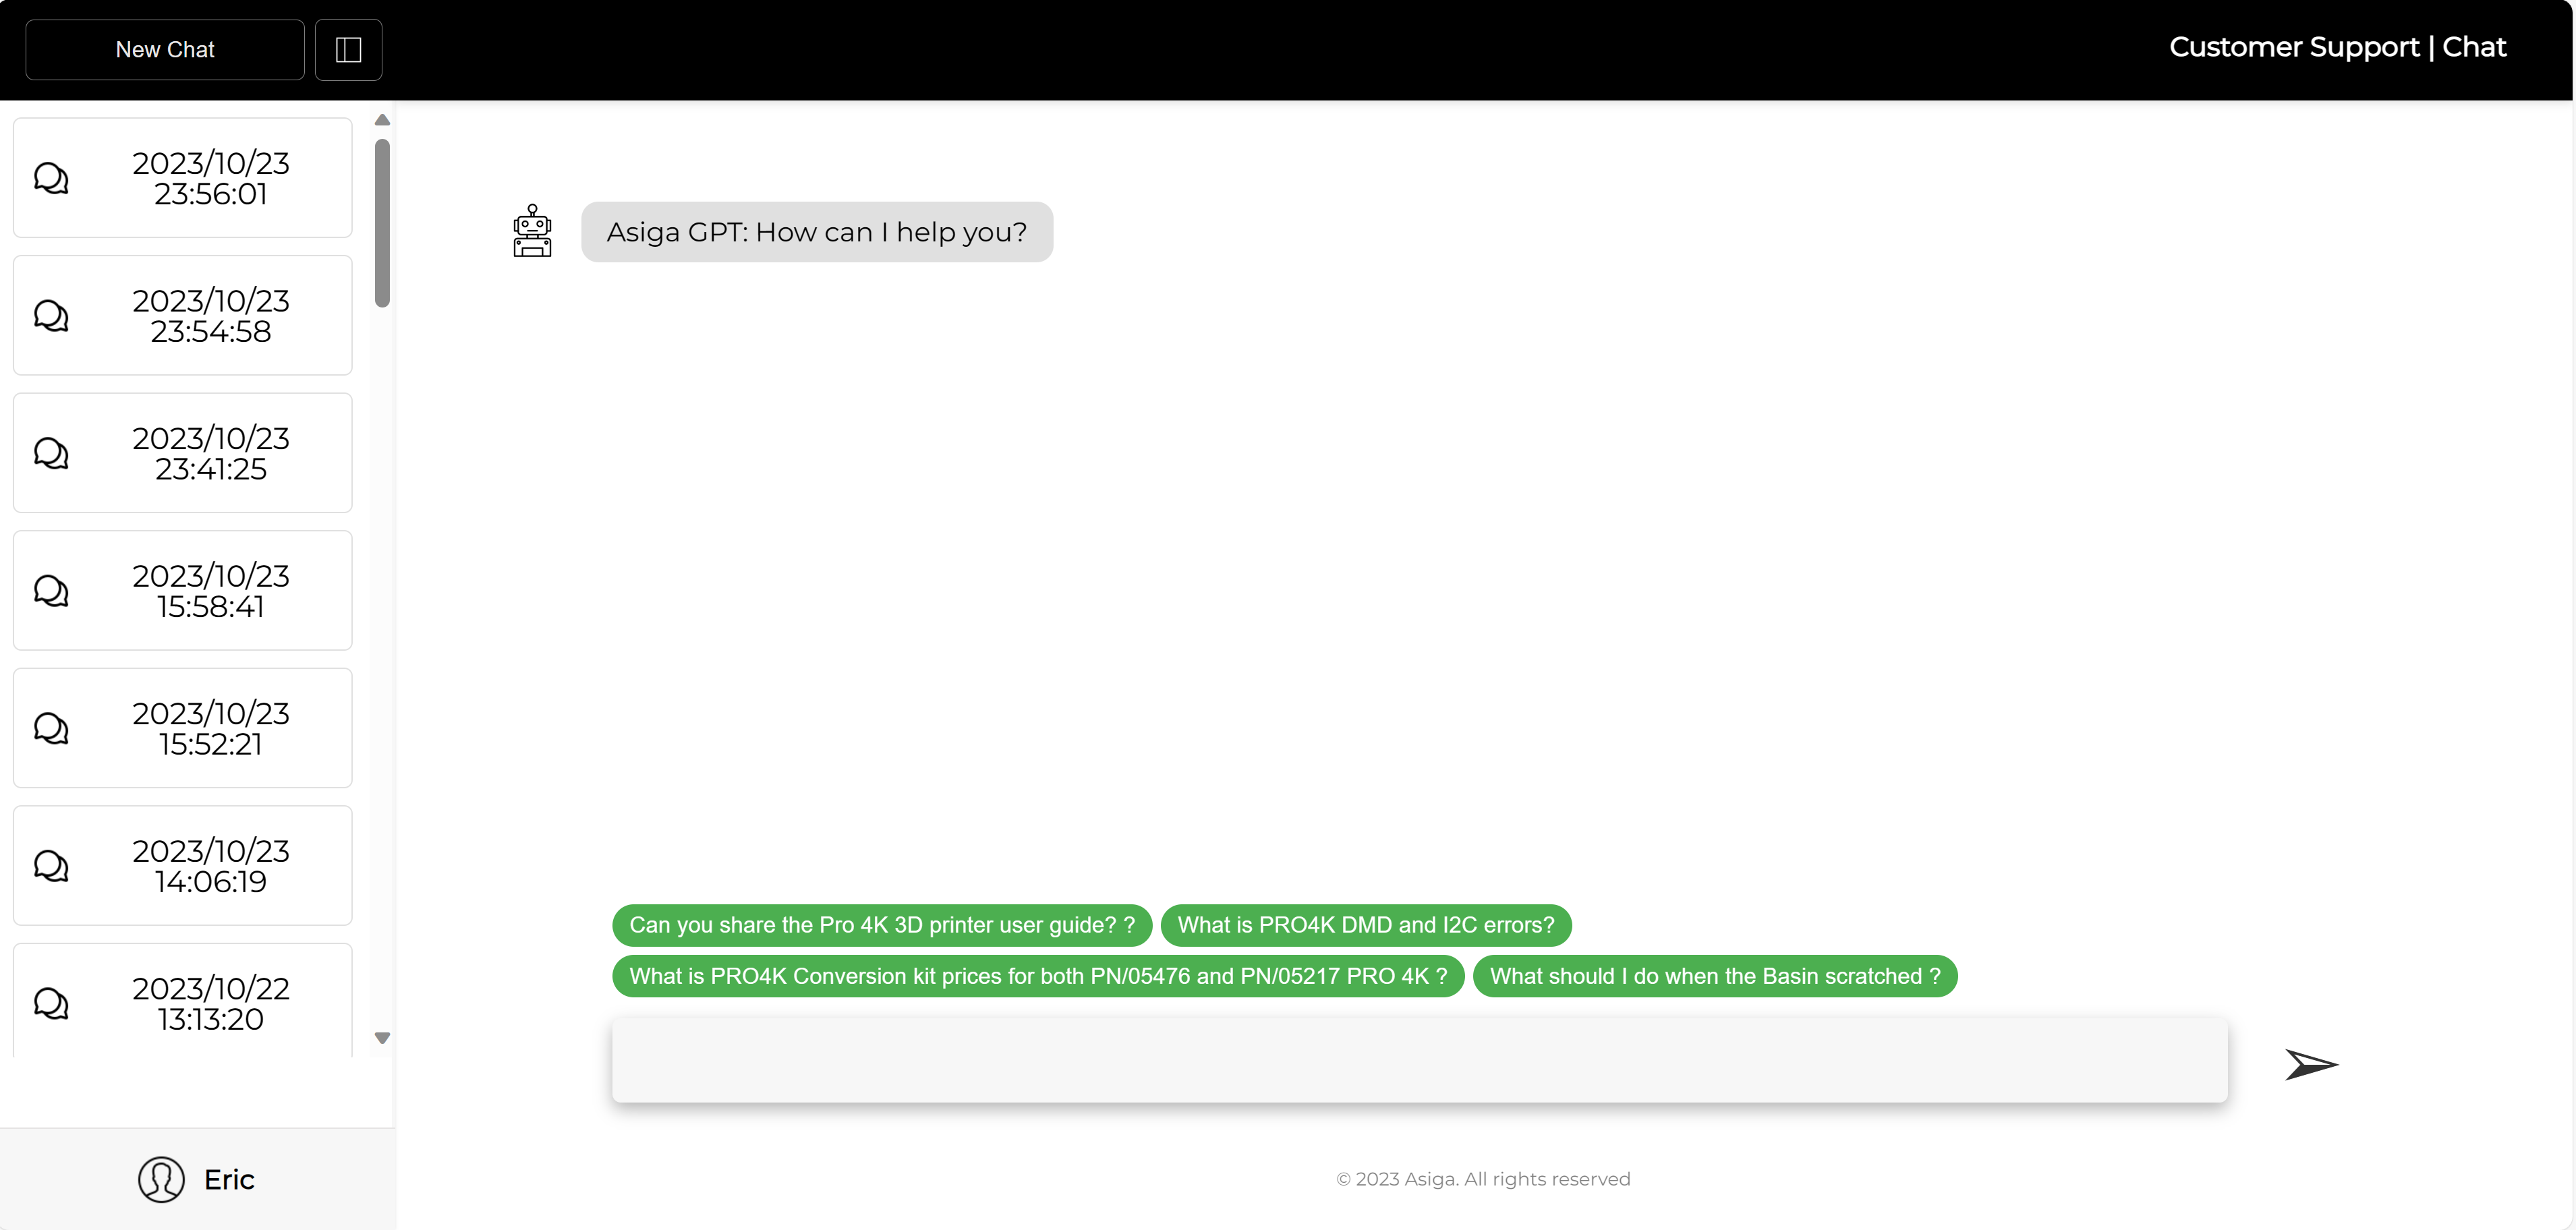 New Chat
Customer Support | Chat
2023/10/23
23:56:01
2023/10/23
23:54:58
2023/10/23
23:41:25
2023/10/23
15:58:41
2023/10/23
15:52:21
2023/10/23
14:06:19
2023/10/22
13:13:20
Eric
Asiga GPT: How can I help you?
Can you share the Pro 4K 3D printer user guide? ?
What is PRO4K DMD and I2C errors?
What is PRO4K Conversion kit prices for both PN/05476 and PN/05217 PRO 4K ?
What should I do when the Basin scratched ?
© 2023 Asiga. All rights reserved